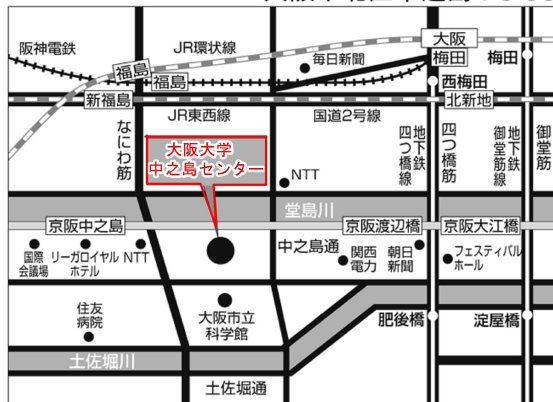 大阪
阪神電鉄
JR環状線
毎日新聞
梅田
梅田
福島
福島
西梅田
新福島
北新地
JR東西線
国道2号線
なにわ筋
地下鉄
四つ橋線
四つ橋筋
地下鉄
御堂筋線
御堂筋
大阪大学
中之島センター
NTT
堂島川
京阪中之島
京阪渡辺橋
京阪大江橋
国際
会議場
リーガロイヤル
ホテル
NTT
中之島通
関西
電力
朝日
新聞
フェスティバル
ホール
住友
病院
大阪市立
科学館
肥後橋
淀屋橋
土佐堀川
土佐堀通